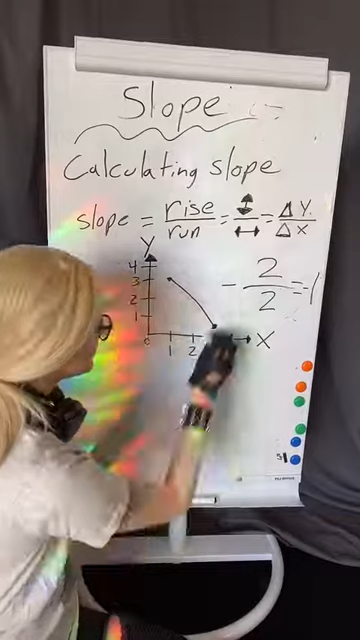 Slope =
Calculating slope
slope = rise/run = ↕/↔ = ΔY/ΔX
Y
4
3
2
1
0 1 2 X
- 2/2 = 1